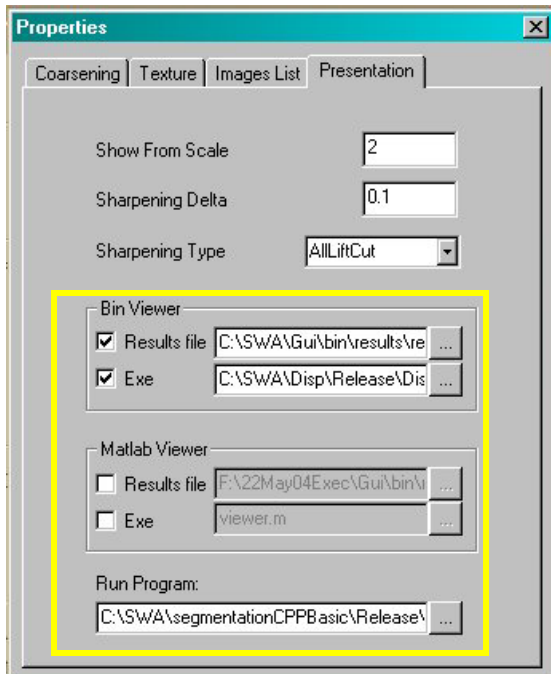 Properties
Coarsening Texture Images List Presentation
Show From Scale 2
Sharpening Delta 0.1
Sharpening Type AllLiftCut
Bin Viewer
Results file C:\SWA\Gui\bin\results\re ...
Exe C:\SWA\Disp\Release\Dis ...
Matlab Viewer
Results file F:\22May04Exec\Gui\bin\ ...
Exe viewer.m ...
Run Program:
C:\SWA\segmentationCPPBasic\Release\ ...